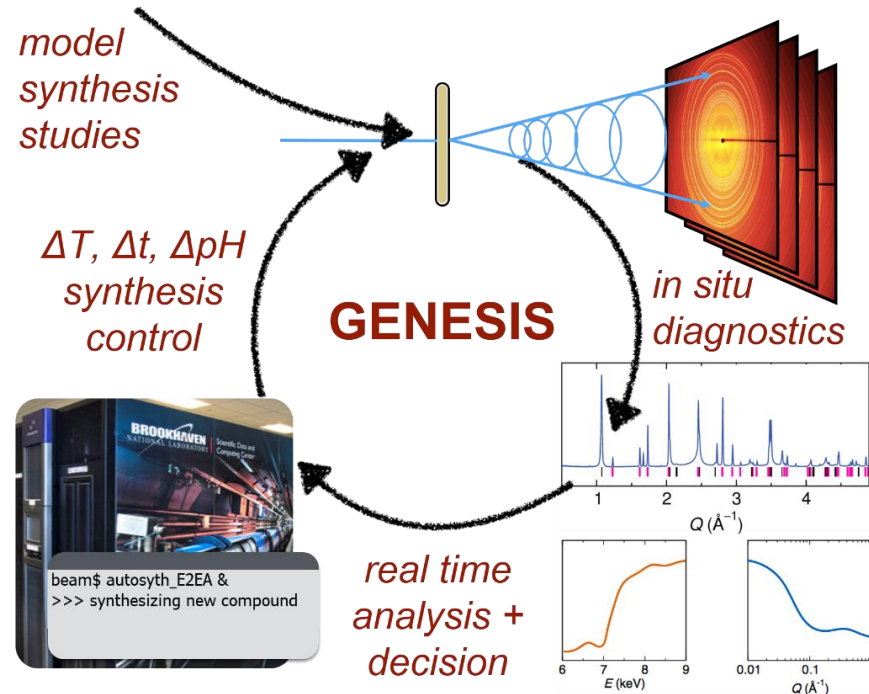 model
synthesis
studies
ΔT, Δt, ΔpH
synthesis
control
GENESIS
in situ
diagnostics
1 2 3 4
Q (Å⁻¹)
BROOKHAVEN
NATIONAL LABORATORY
Scientific Data and
Computing Center
beam$ autosyth_E2EA &
>>> synthesizing new compound
real time
analysis +
decision
6 7 8 9
E (keV)
0.01 0.1
Q (Å⁻¹)